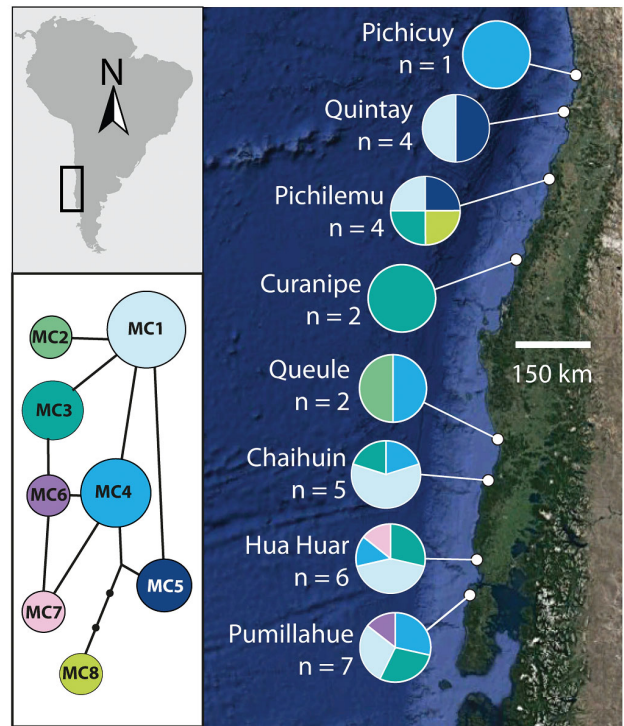 N
Pichicuy
n = 1
Quintay
n = 4
Pichilemu
n = 4
Curanipe
n = 2
Queule
n = 2
150 km
Chaihuin
n = 5
Hua Huar
n = 6
Pumillahue
n = 7
MC1
MC2
MC3
MC4
MC6
MC5
MC7
MC8